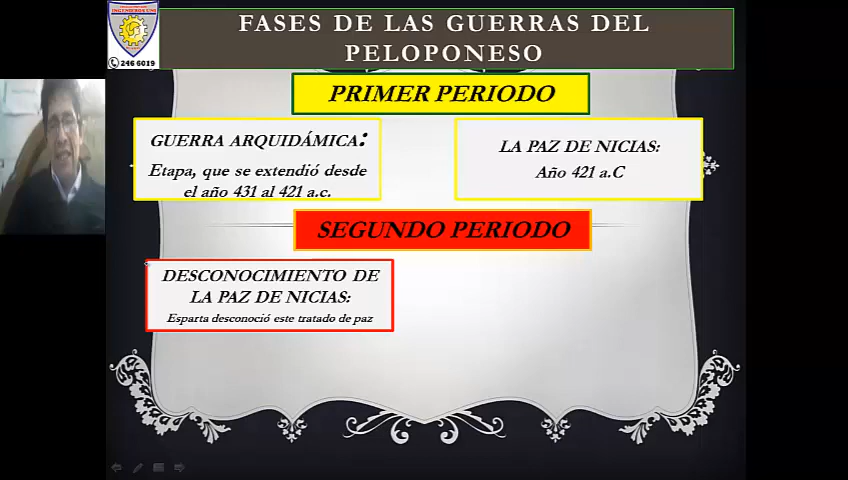 FASES DE LAS GUERRAS DEL
PELOPONESO
INGENIEROS UNI
246 6019
PRIMER PERIODO
GUERRA ARQUIDÁMICA:
Etapa, que se extendió desde
el año 431 al 421 a.c.
LA PAZ DE NICIAS:
Año 421 a.C
SEGUNDO PERIODO
DESCONOCIMIENTO DE
LA PAZ DE NICIAS:
Esparta desconoció este tratado de paz